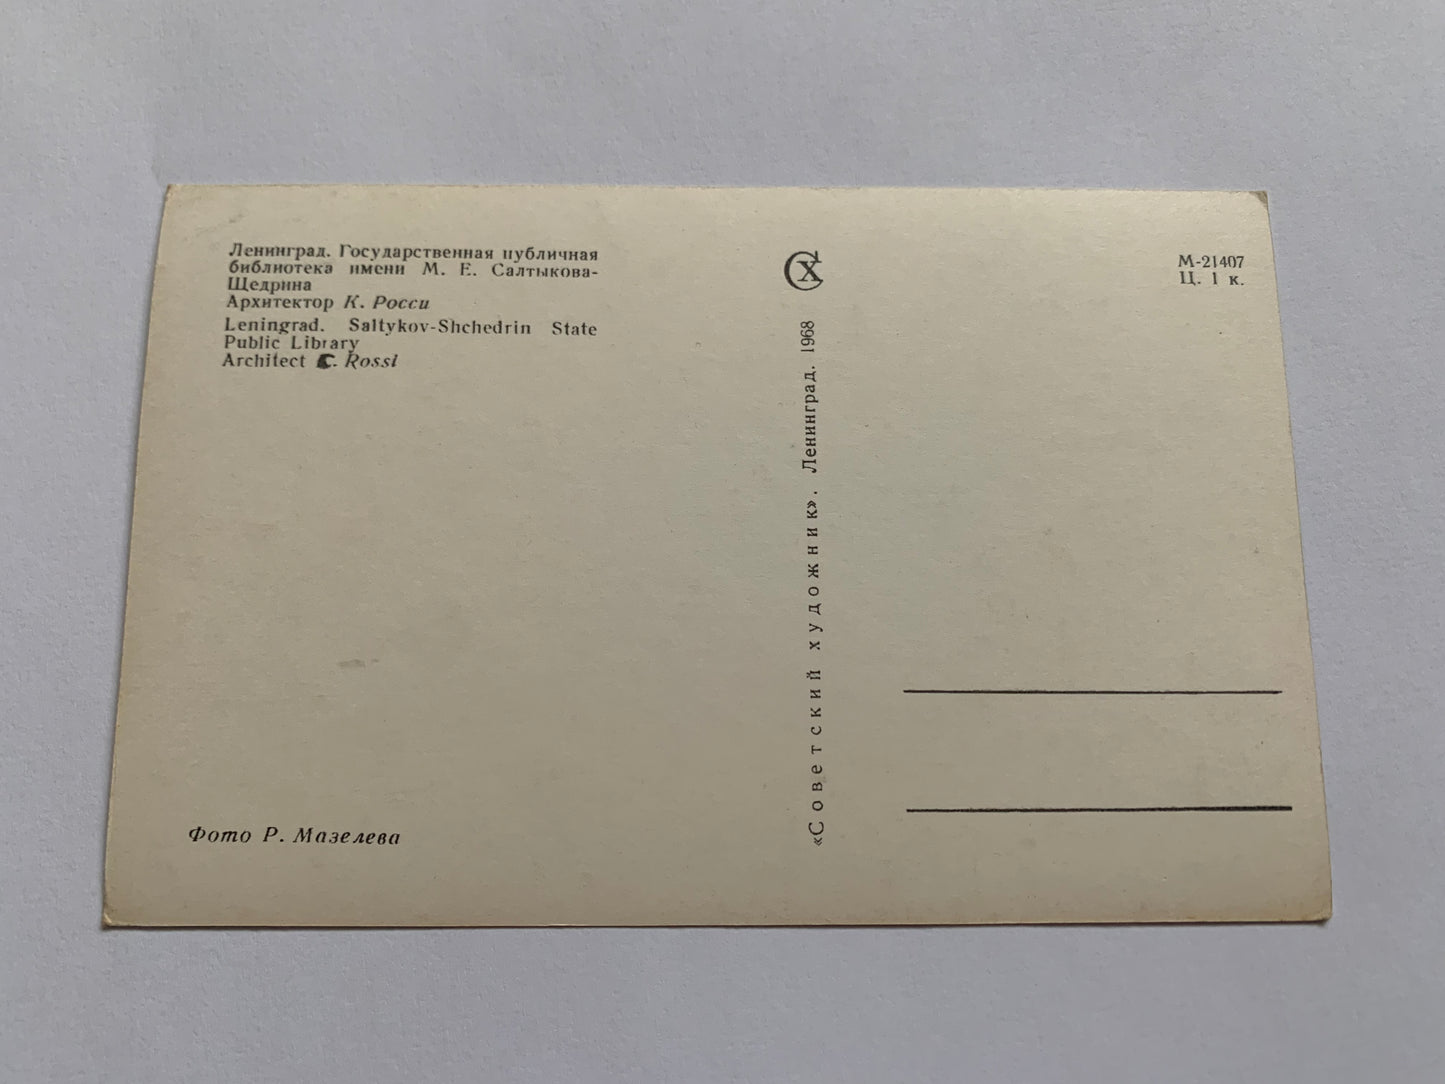 Ленинград. Государственная публичная
библиотека имени М. Е. Салтыкова-
Щедрина
Архитектор К. Росси
Leningrad. Saltykov-Shchedrin State
Public Library
Architect C. Rossi
Фото Р. Мазелева
СХ
«Советский художник». Ленинград. 1968
М-21407
Ц. 1 к.